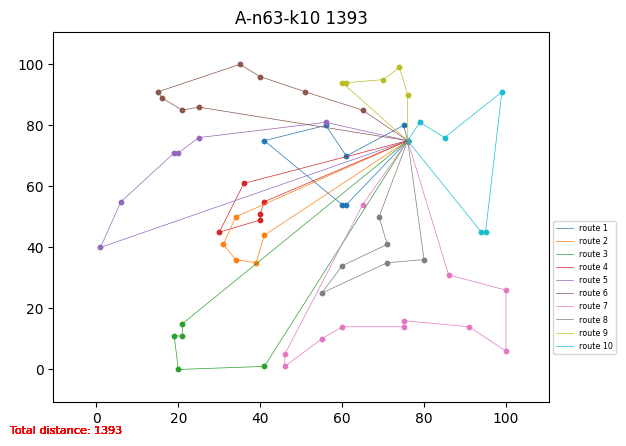 A-n63-k10 1393
100
80
60
40
20
0
0 20 40 60 80 100
route 1
route 2
route 3
route 4
route 5
route 6
route 7
route 8
route 9
route 10
Total distance: 1393